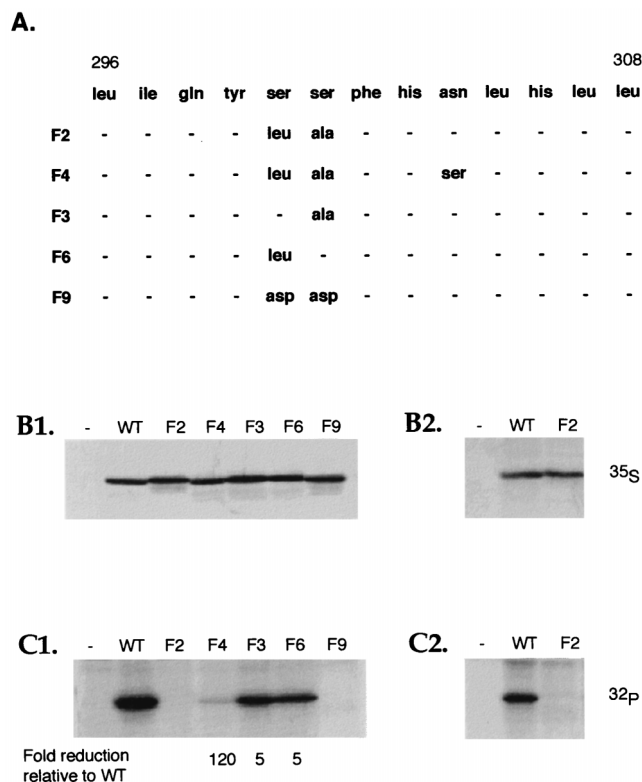 A.
296 308
leu ile gln tyr ser ser phe his asn leu his leu leu
F2 - - - - leu ala - - - - - - -
F4 - - - - leu ala - - ser - - - -
F3 - - - - - ala - - - - - - -
F6 - - - - leu - - - - - - - -
F9 - - - - asp asp - - - - - - -
B1. - WT F2 F4 F3 F6 F9
B2. - WT F2
35S
C1. - WT F2 F4 F3 F6 F9
C2. - WT F2
32P
Fold reduction 120 5 5
relative to WT